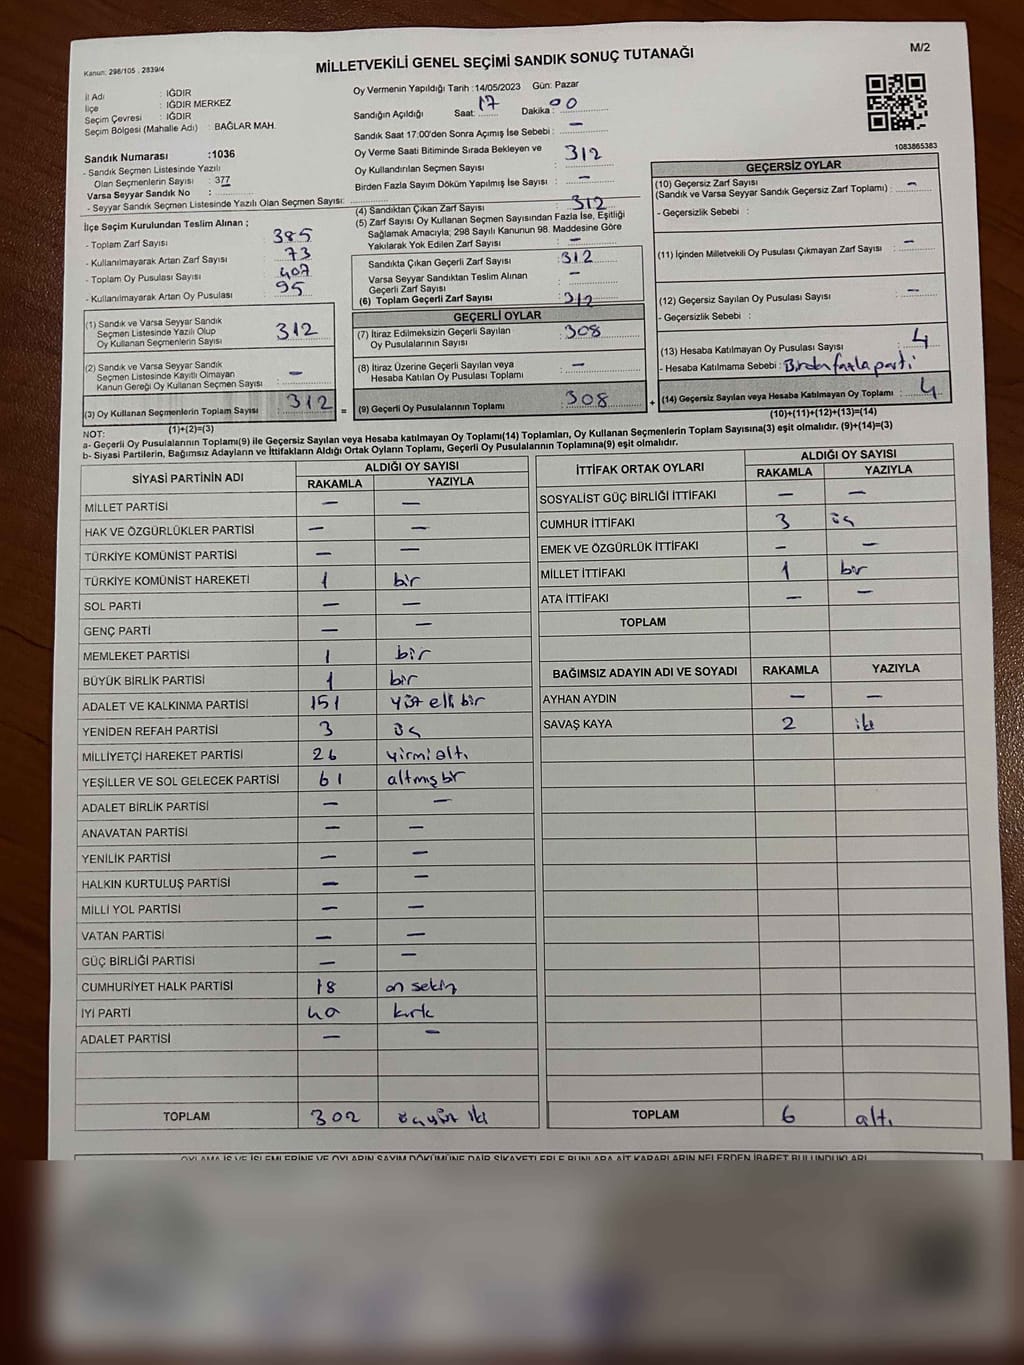 M/2
Kanun: 298/105 . 2839/4
MİLLETVEKİLİ GENEL SEÇİMİ SANDIK SONUÇ TUTANAĞI
İl Adı : IĞDIR
İlçe : IĞDIR MERKEZ
Seçim Çevresi : IĞDIR
Seçim Bölgesi (Mahalle Adı) : BAĞLAR MAH.
Sandık Numarası :1036
- Sandık Seçmen Listesinde Yazılı
Olan Seçmenlerin Sayısı : 377
Varsa Seyyar Sandık No :
- Seyyar Sandık Seçmen Listesinde Yazılı Olan Seçmen Sayısı:
İlçe Seçim Kurulundan Teslim Alınan ;
- Toplam Zarf Sayısı 385
- Kullanılmayarak Artan Zarf Sayısı 73
- Toplam Oy Pusulası Sayısı 407
- Kullanılmayarak Artan Oy Pusulası 95
(1) Sandık ve Varsa Seyyar Sandık
Seçmen Listesinde Yazılı Olup
Oy Kullanan Seçmenlerin Sayısı 312
(2) Sandık ve Varsa Seyyar Sandık
Seçmen Listesinde Kayıtlı Olmayan
Kanun Gereği Oy Kullanan Seçmen Sayısı –
(3) Oy Kullanan Seçmenlerin Toplam Sayısı 312
(1)+(2)=(3)
Oy Vermenin Yapıldığı Tarih :14/05/2023 Gün: Pazar
Sandığın Açıldığı Saat: 17 Dakika: 00
Sandık Saat 17:00'den Sonra Açımış İse Sebebi : –
Oy Verme Saati Bitiminde Sırada Bekleyen ve
Oy Kullandırılan Seçmen Sayısı 312
Birden Fazla Sayım Döküm Yapılmış İse Sayısı : –
(4) Sandıktan Çıkan Zarf Sayısı 312
(5) Zarf Sayısı Oy Kullanan Seçmen Sayısından Fazla İse, Eşitliği
Sağlamak Amacıyla; 298 Sayılı Kanunun 98. Maddesine Göre
Yakılarak Yok Edilen Zarf Sayısı –
Sandıkta Çıkan Geçerli Zarf Sayısı : 312
Varsa Seyyar Sandıktan Teslim Alınan
Geçerli Zarf Sayısı –
(6) Toplam Geçerli Zarf Sayısı : 312
GEÇERLİ OYLAR
(7) İtiraz Edilmeksizin Geçerli Sayılan
Oy Pusulalarının Sayısı : 308
(8) İtiraz Üzerine Geçerli Sayılan veya
Hesaba Katılan Oy Pusulası Toplamı –
= (9) Geçerli Oy Pusulalarının Toplamı 308
GEÇERSİZ OYLAR
1083865383
(10) Geçersiz Zarf Sayısı
(Sandık ve Varsa Seyyar Sandık Geçersiz Zarf Toplamı) : –
- Geçersizlik Sebebi :
(11) İçinden Milletvekili Oy Pusulası Çıkmayan Zarf Sayısı –
(12) Geçersiz Sayılan Oy Pusulası Sayısı –
- Geçersizlik Sebebi :
(13) Hesaba Katılmayan Oy Pusulası Sayısı : 4
- Hesaba Katılmama Sebebi : Birden fazla parti
+ (14) Geçersiz Sayılan veya Hesaba Katılmayan Oy Toplamı : 4
(10)+(11)+(12)+(13)=(14)
NOT:
a- Geçerli Oy Pusulalarının Toplamı(9) ile Geçersiz Sayılan veya Hesaba katılmayan Oy Toplamı(14) Toplamları, Oy Kullanan Seçmenlerin Toplam Sayısına(3) eşit olmalıdır. (9)+(14)=(3)
b- Siyasi Partilerin, Bağımsız Adayların ve İttifakların Aldığı Ortak Oyların Toplamı, Geçerli Oy Pusulalarının Toplamına(9) eşit olmalıdır.
SİYASİ PARTİNİN ADI ALDIĞI OY SAYISI
RAKAMLA YAZIYLA
MİLLET PARTİSİ – –
HAK VE ÖZGÜRLÜKLER PARTİSİ – –
TÜRKİYE KOMÜNİST PARTİSİ – –
TÜRKİYE KOMÜNİST HAREKETİ 1 bir
SOL PARTİ – –
GENÇ PARTİ – –
MEMLEKET PARTİSİ 1 bir
BÜYÜK BİRLİK PARTİSİ 1 bir
ADALET VE KALKINMA PARTİSİ 151 yüz elli bir
YENİDEN REFAH PARTİSİ 3 üç
MİLLİYETÇİ HAREKET PARTİSİ 26 yirmi altı
YEŞİLLER VE SOL GELECEK PARTİSİ 61 altmış bir
ADALET BİRLİK PARTİSİ – –
ANAVATAN PARTİSİ – –
YENİLİK PARTİSİ – –
HALKIN KURTULUŞ PARTİSİ – –
MİLLİ YOL PARTİSİ – –
VATAN PARTİSİ – –
GÜÇ BİRLİĞİ PARTİSİ – –
CUMHURİYET HALK PARTİSİ 18 on sekiz
İYİ PARTİ 40 kırk
ADALET PARTİSİ – –
TOPLAM 302 üçyüz iki
İTTİFAK ORTAK OYLARI ALDIĞI OY SAYISI
RAKAMLA YAZIYLA
SOSYALİST GÜÇ BİRLİĞİ İTTİFAKI – –
CUMHUR İTTİFAKI 3 üç
EMEK VE ÖZGÜRLÜK İTTİFAKI – –
MİLLET İTTİFAKI 1 bir
ATA İTTİFAKI – –
TOPLAM
BAĞIMSIZ ADAYIN ADI VE SOYADI RAKAMLA YAZIYLA
AYHAN AYDIN – –
SAVAŞ KAYA 2 iki
TOPLAM 6 altı
OYLAMA İŞ VE İŞLEMLERİNE VE OYLARIN SAYIM DÖKÜMÜNE DAİR ŞİKAYETLERLE BUNLARA AİT KARARLARIN NELERDEN İBARET BULUNDUKLARI